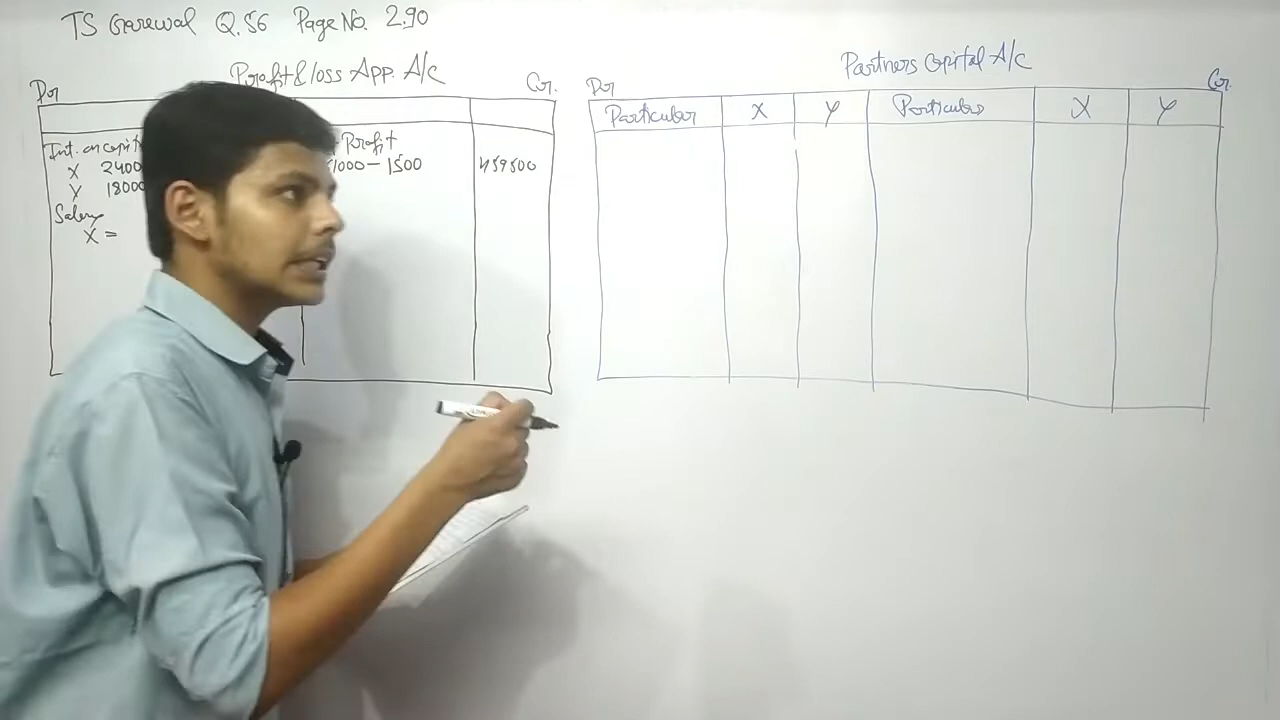 TS Grewal Q.56 Page No. 2.90
Profit & loss App. A/c
Dr Cr.
Int. on capit
X 2400
Y 18000
Salary
X =
Profit
1000 - 1500 459500
Partners Capital A/c
Dr Cr.
Particular X Y Particulars X Y